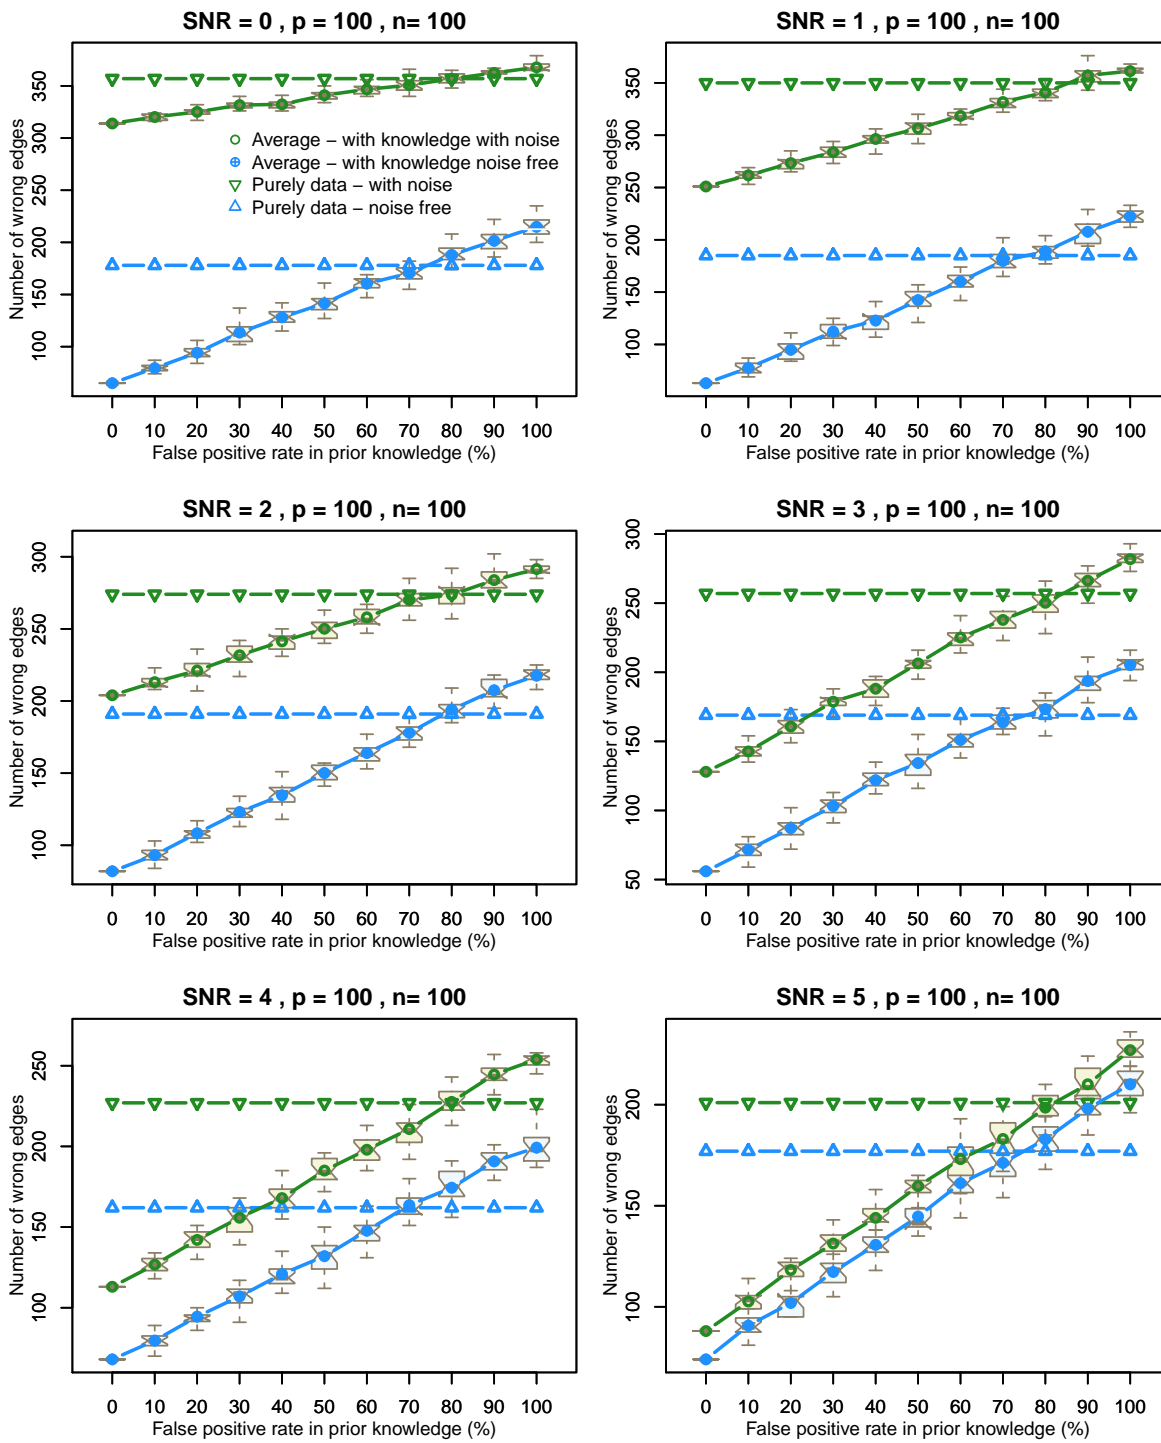 SNR = 0 , p = 100 , n= 100
Number of wrong edges
350
300
250
200
150
100
Average − with knowledge with noise
Average − with knowledge noise free
Purely data − with noise
Purely data − noise free
0 10 20 30 40 50 60 70 80 90 100
False positive rate in prior knowledge (%)
SNR = 1 , p = 100 , n= 100
Number of wrong edges
350
300
250
200
150
100
0 10 20 30 40 50 60 70 80 90 100
False positive rate in prior knowledge (%)
SNR = 2 , p = 100 , n= 100
Number of wrong edges
300
250
200
150
100
0 10 20 30 40 50 60 70 80 90 100
False positive rate in prior knowledge (%)
SNR = 3 , p = 100 , n= 100
Number of wrong edges
300
250
200
150
100
50
0 10 20 30 40 50 60 70 80 90 100
False positive rate in prior knowledge (%)
SNR = 4 , p = 100 , n= 100
Number of wrong edges
250
200
150
100
0 10 20 30 40 50 60 70 80 90 100
False positive rate in prior knowledge (%)
SNR = 5 , p = 100 , n= 100
Number of wrong edges
200
150
100
0 10 20 30 40 50 60 70 80 90 100
False positive rate in prior knowledge (%)